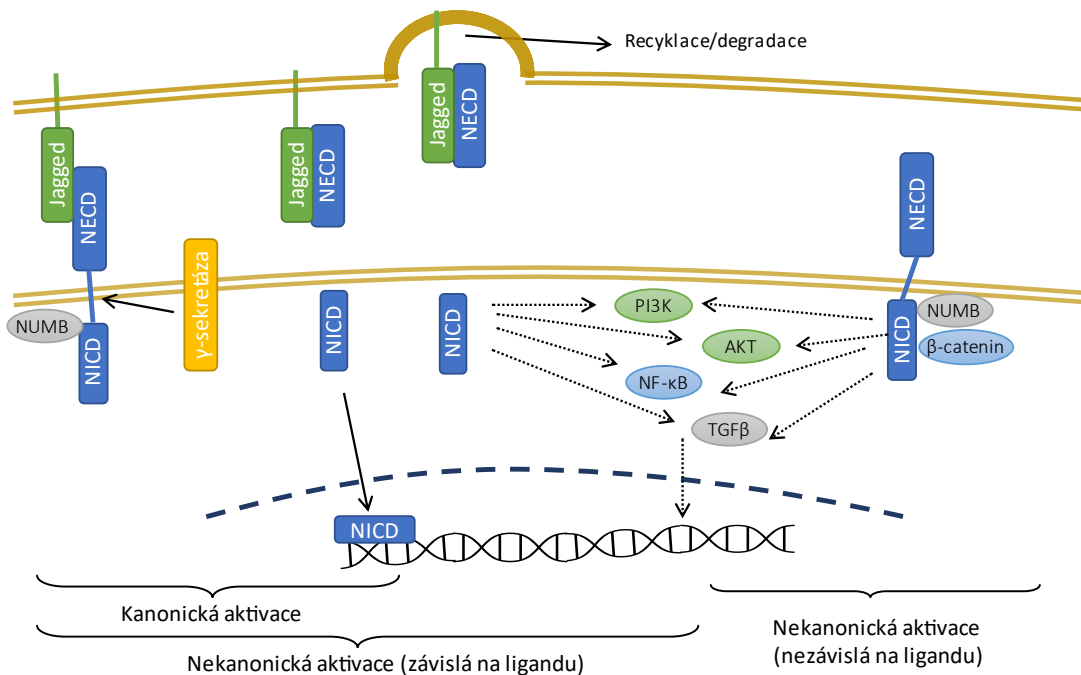 Recyklace/degradace
Jagged
NECD
Jagged
NECD
Jagged
NECD
NECD
γ-sekretáza
NUMB
NICD
NICD
NICD
PI3K
AKT
NF-κB
TGFβ
NICD
NUMB
β-catenin
NICD
Kanonická aktivace
Nekanonická aktivace (závislá na ligandu)
Nekanonická aktivace
(nezávislá na ligandu)